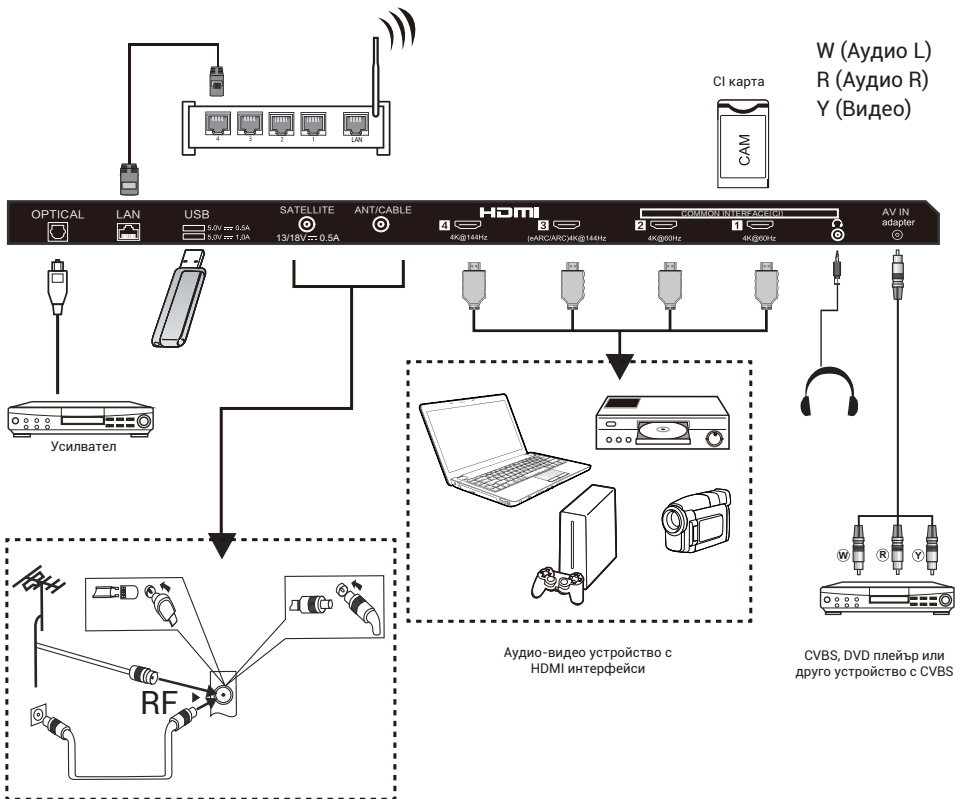 W (Аудио L)
R (Аудио R)
Y (Видео)
CI карта
CAM
4 3 2 1 LAN
OPTICAL LAN USB SATELLITE ANT/CABLE HDMI COMMON INTERFACE(CI) AV IN
adapter
5.0V 0.5A
5.0V 1.0A
13/18V 0.5A
4 3 2 1
4K@144Hz (eARC/ARC)4K@144Hz 4K@60Hz 4K@60Hz
Усилвател
W R Y
RF
Аудио-видео устройство с
HDMI интерфейси
CVBS, DVD плейър или
друго устройство с CVBS